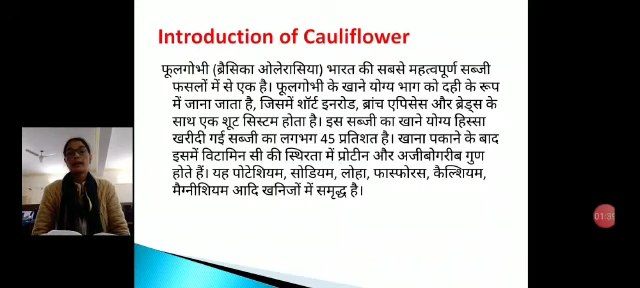 Introduction of Cauliflower
फूलगोभी (ब्रैसिका ओलेरासिया) भारत की सबसे महत्वपूर्ण सब्जी
फसलों में से एक है। फूलगोभी के खाने योग्य भाग को दही के रूप
में जाना जाता है, जिसमें शॉर्ट इनरोड, ब्रांच एपिसेस और ब्रेड्स के
साथ एक शूट सिस्टम होता है। इस सब्जी का खाने योग्य हिस्सा
खरीदी गई सब्जी का लगभग 45 प्रतिशत है। खाना पकाने के बाद
इसमें विटामिन सी की स्थिरता में प्रोटीन और अजीबोगरीब गुण
होते हैं। यह पोटेशियम, सोडियम, लोहा, फास्फोरस, कैल्शियम,
मैग्नीशियम आदि खनिजों में समृद्ध है।